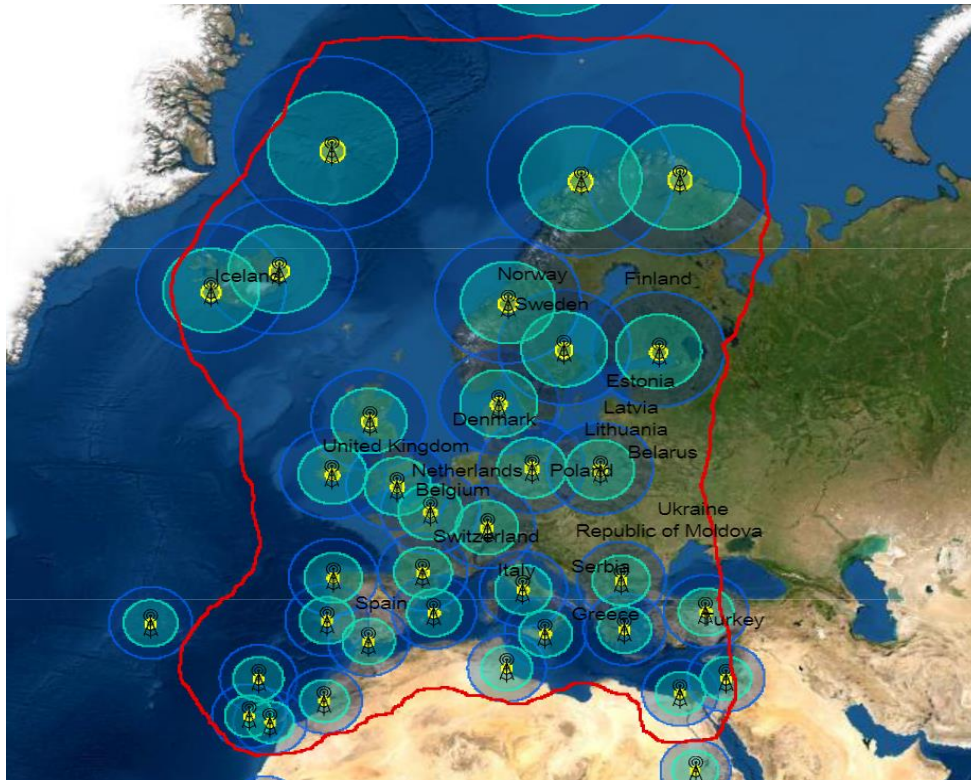 Iceland
Norway
Finland
Sweden
Estonia
Latvia
Denmark
Lithuania
United Kingdom
Belarus
Netherlands
Poland
Belgium
Ukraine
Republic of Moldova
Switzerland
Serbia
Italy
Spain
Greece
Turkey